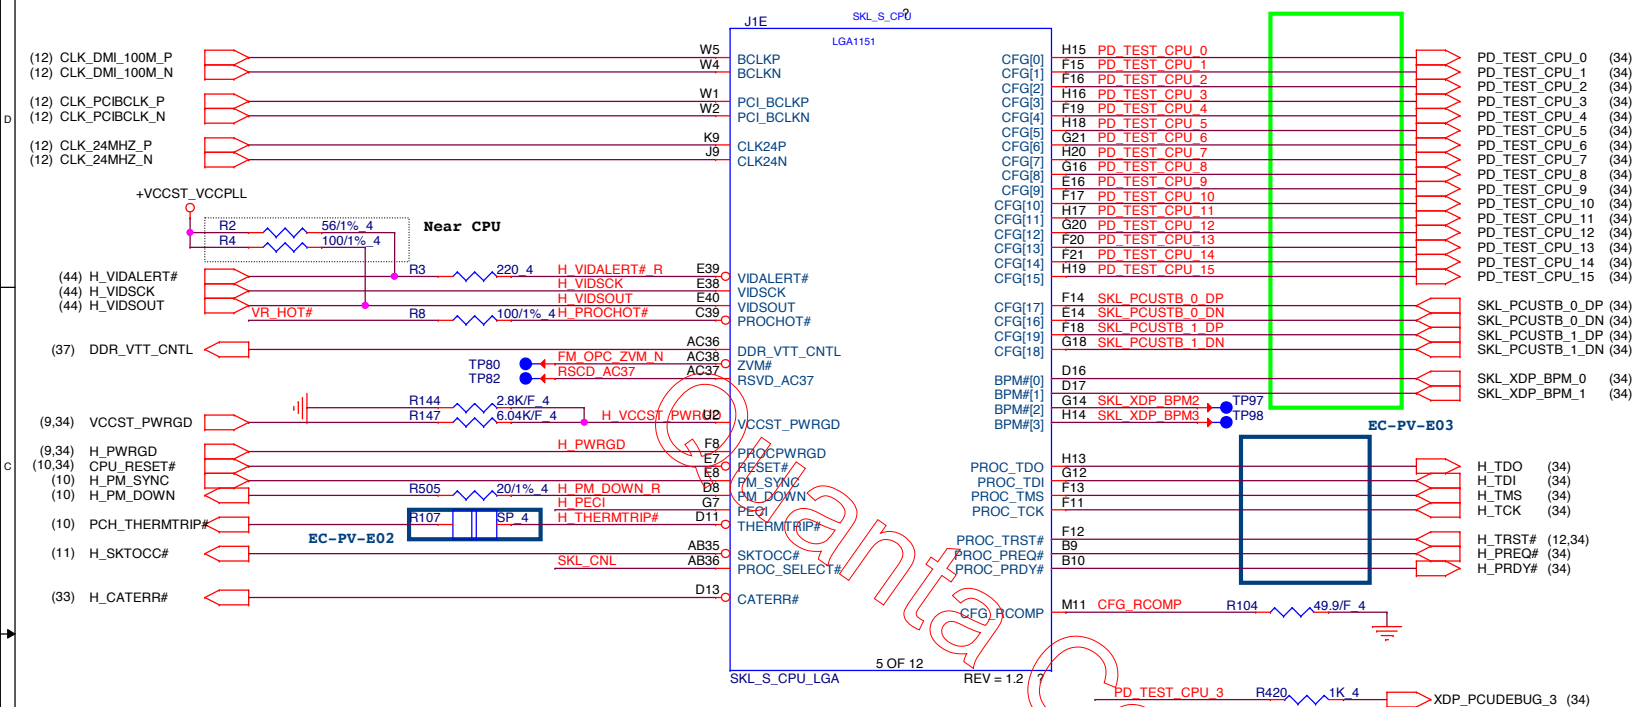 J1E SKL_S_CPU ?
LGA1151
D
(12) CLK_DMI_100M_P W5 BCLKP CFG[0] H15 PD_TEST_CPU_0 PD_TEST_CPU_0 (34)
(12) CLK_DMI_100M_N W4 BCLKN CFG[1] F15 PD_TEST_CPU_1 PD_TEST_CPU_1 (34)
CFG[2] F16 PD_TEST_CPU_2 PD_TEST_CPU_2 (34)
(12) CLK_PCIBCLK_P W1 PCI_BCLKP CFG[3] H16 PD_TEST_CPU_3 PD_TEST_CPU_3 (34)
(12) CLK_PCIBCLK_N W2 PCI_BCLKN CFG[4] F19 PD_TEST_CPU_4 PD_TEST_CPU_4 (34)
CFG[5] H18 PD_TEST_CPU_5 PD_TEST_CPU_5 (34)
(12) CLK_24MHZ_P K9 CLK24P CFG[6] G21 PD_TEST_CPU_6 PD_TEST_CPU_6 (34)
(12) CLK_24MHZ_N J9 CLK24N CFG[7] H20 PD_TEST_CPU_7 PD_TEST_CPU_7 (34)
CFG[8] G16 PD_TEST_CPU_8 PD_TEST_CPU_8 (34)
CFG[9] E16 PD_TEST_CPU_9 PD_TEST_CPU_9 (34)
+VCCST_VCCPLL CFG[10] F17 PD_TEST_CPU_10 PD_TEST_CPU_10 (34)
CFG[11] H17 PD_TEST_CPU_11 PD_TEST_CPU_11 (34)
R2 56/1%_4 Near CPU CFG[12] G20 PD_TEST_CPU_12 PD_TEST_CPU_12 (34)
R4 100/1%_4 CFG[13] F20 PD_TEST_CPU_13 PD_TEST_CPU_13 (34)
CFG[14] F21 PD_TEST_CPU_14 PD_TEST_CPU_14 (34)
(44) H_VIDALERT# R3 220_4 H_VIDALERT#_R E39 VIDALERT# CFG[15] H19 PD_TEST_CPU_15 PD_TEST_CPU_15 (34)
(44) H_VIDSCK H_VIDSCK E38 VIDSCK
(44) H_VIDSOUT H_VIDSOUT E40 VIDSOUT CFG[17] F14 SKL_PCUSTB_0_DP SKL_PCUSTB_0_DP (34)
VR_HOT# R8 100/1%_4 H_PROCHOT# C39 PROCHOT# CFG[16] E14 SKL_PCUSTB_0_DN SKL_PCUSTB_0_DN (34)
CFG[19] F18 SKL_PCUSTB_1_DP SKL_PCUSTB_1_DP (34)
(37) DDR_VTT_CNTL AC36 DDR_VTT_CNTL CFG[18] G18 SKL_PCUSTB_1_DN SKL_PCUSTB_1_DN (34)
TP80 FM_OPC_ZVM_N AC38 ZVM#
TP82 RSCD_AC37 AC37 RSVD_AC37 BPM#[0] D16 SKL_XDP_BPM_0 (34)
BPM#[1] D17 SKL_XDP_BPM_1 (34)
R144 2.8K/F_4 BPM#[2] G14 SKL_XDP_BPM2 TP97
(9,34) VCCST_PWRGD R147 6.04K/F_4 H_VCCST_PWRGD U2 VCCST_PWRGD BPM#[3] H14 SKL_XDP_BPM3 TP98
EC-PV-E03
C
(9,34) H_PWRGD H_PWRGD F8 PROCPWRGD
(10,34) CPU_RESET# E7 RESET# PROC_TDO H13 H_TDO (34)
(10) H_PM_SYNC E8 PM_SYNC PROC_TDI G12 H_TDI (34)
(10) H_PM_DOWN R505 20/1%_4 H_PM_DOWN_R D8 PM_DOWN PROC_TMS F13 H_TMS (34)
H_PECI G7 PECI PROC_TCK F11 H_TCK (34)
(10) PCH_THERMTRIP# R107 SP_4 H_THERMTRIP# D11 THERMTRIP#
EC-PV-E02 PROC_TRST# F12 H_TRST# (12,34)
(11) H_SKTOCC# AB35 SKTOCC# PROC_PREQ# B9 H_PREQ# (34)
SKL_CNL AB36 PROC_SELECT# PROC_PRDY# B10 H_PRDY# (34)
(33) H_CATERR# D13 CATERR#
CFG_RCOMP M11 CFG_RCOMP R104 49.9/F_4
5 OF 12
SKL_S_CPU_LGA REV = 1.2 ?
PD_TEST_CPU_3 R420 1K_4 XDP_PCUDEBUG_3 (34)
Quanta C